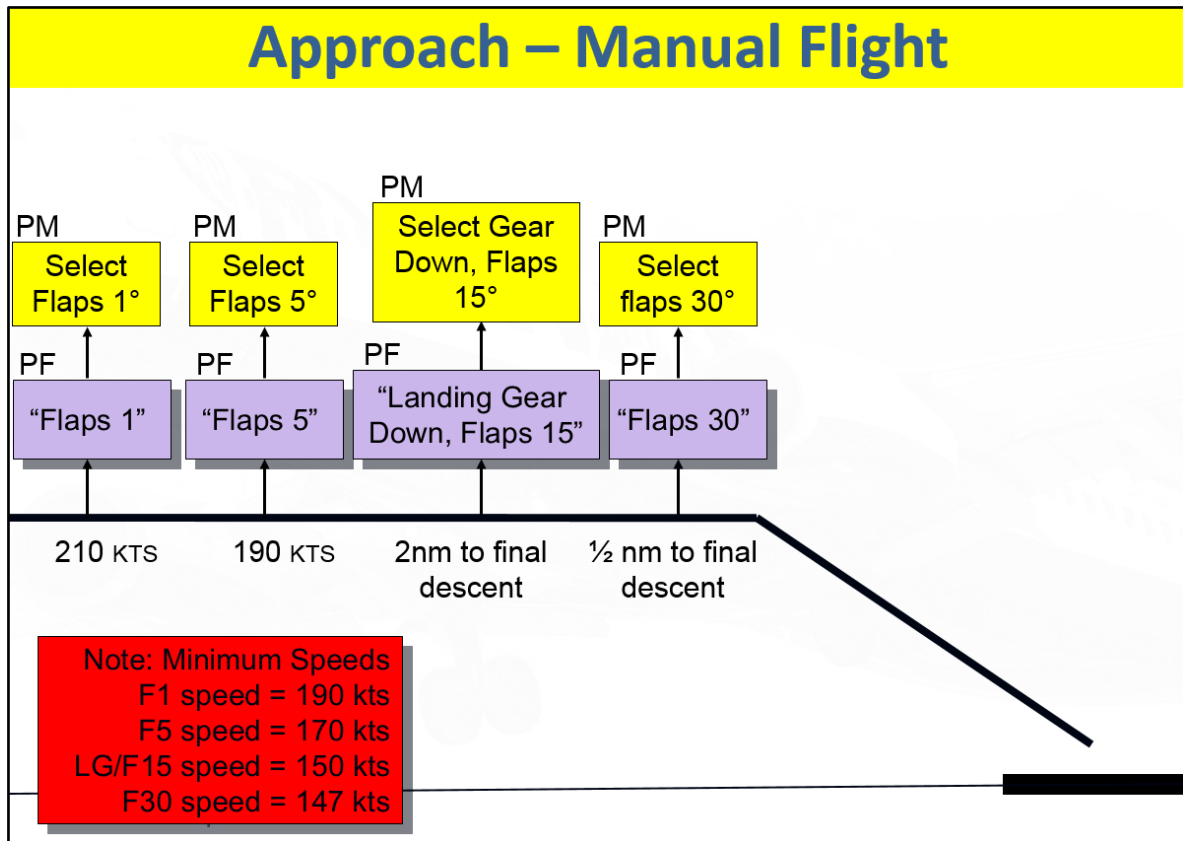 Approach – Manual Flight
PM
Select
Flaps 1°
PM
Select
Flaps 5°
PM
Select Gear
Down, Flaps
15°
PM
Select
flaps 30°
PF
“Flaps 1”
PF
“Flaps 5”
PF
“Landing Gear
Down, Flaps 15”
PF
“Flaps 30”
210 KTS
190 KTS
2nm to final
descent
½ nm to final
descent
Note: Minimum Speeds
F1 speed = 190 kts
F5 speed = 170 kts
LG/F15 speed = 150 kts
F30 speed = 147 kts